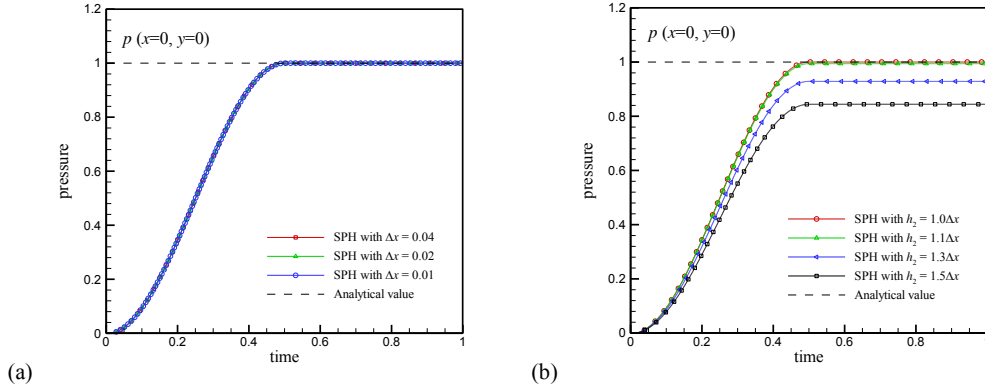 1.2
p (x=0, y=0)
1
0.8
pressure
0.6
0.4
SPH with Δx = 0.04
SPH with Δx = 0.02
0.2
SPH with Δx = 0.01
Analytical value
0
0 0.2 0.4 0.6 0.8 1
time
(a)
1.2
p (x=0, y=0)
1
0.8
pressure
0.6
0.4
SPH with h₂ = 1.0Δx
SPH with h₂ = 1.1Δx
0.2
SPH with h₂ = 1.3Δx
SPH with h₂ = 1.5Δx
Analytical value
0
0 0.2 0.4 0.6 0.8 1
time
(b)